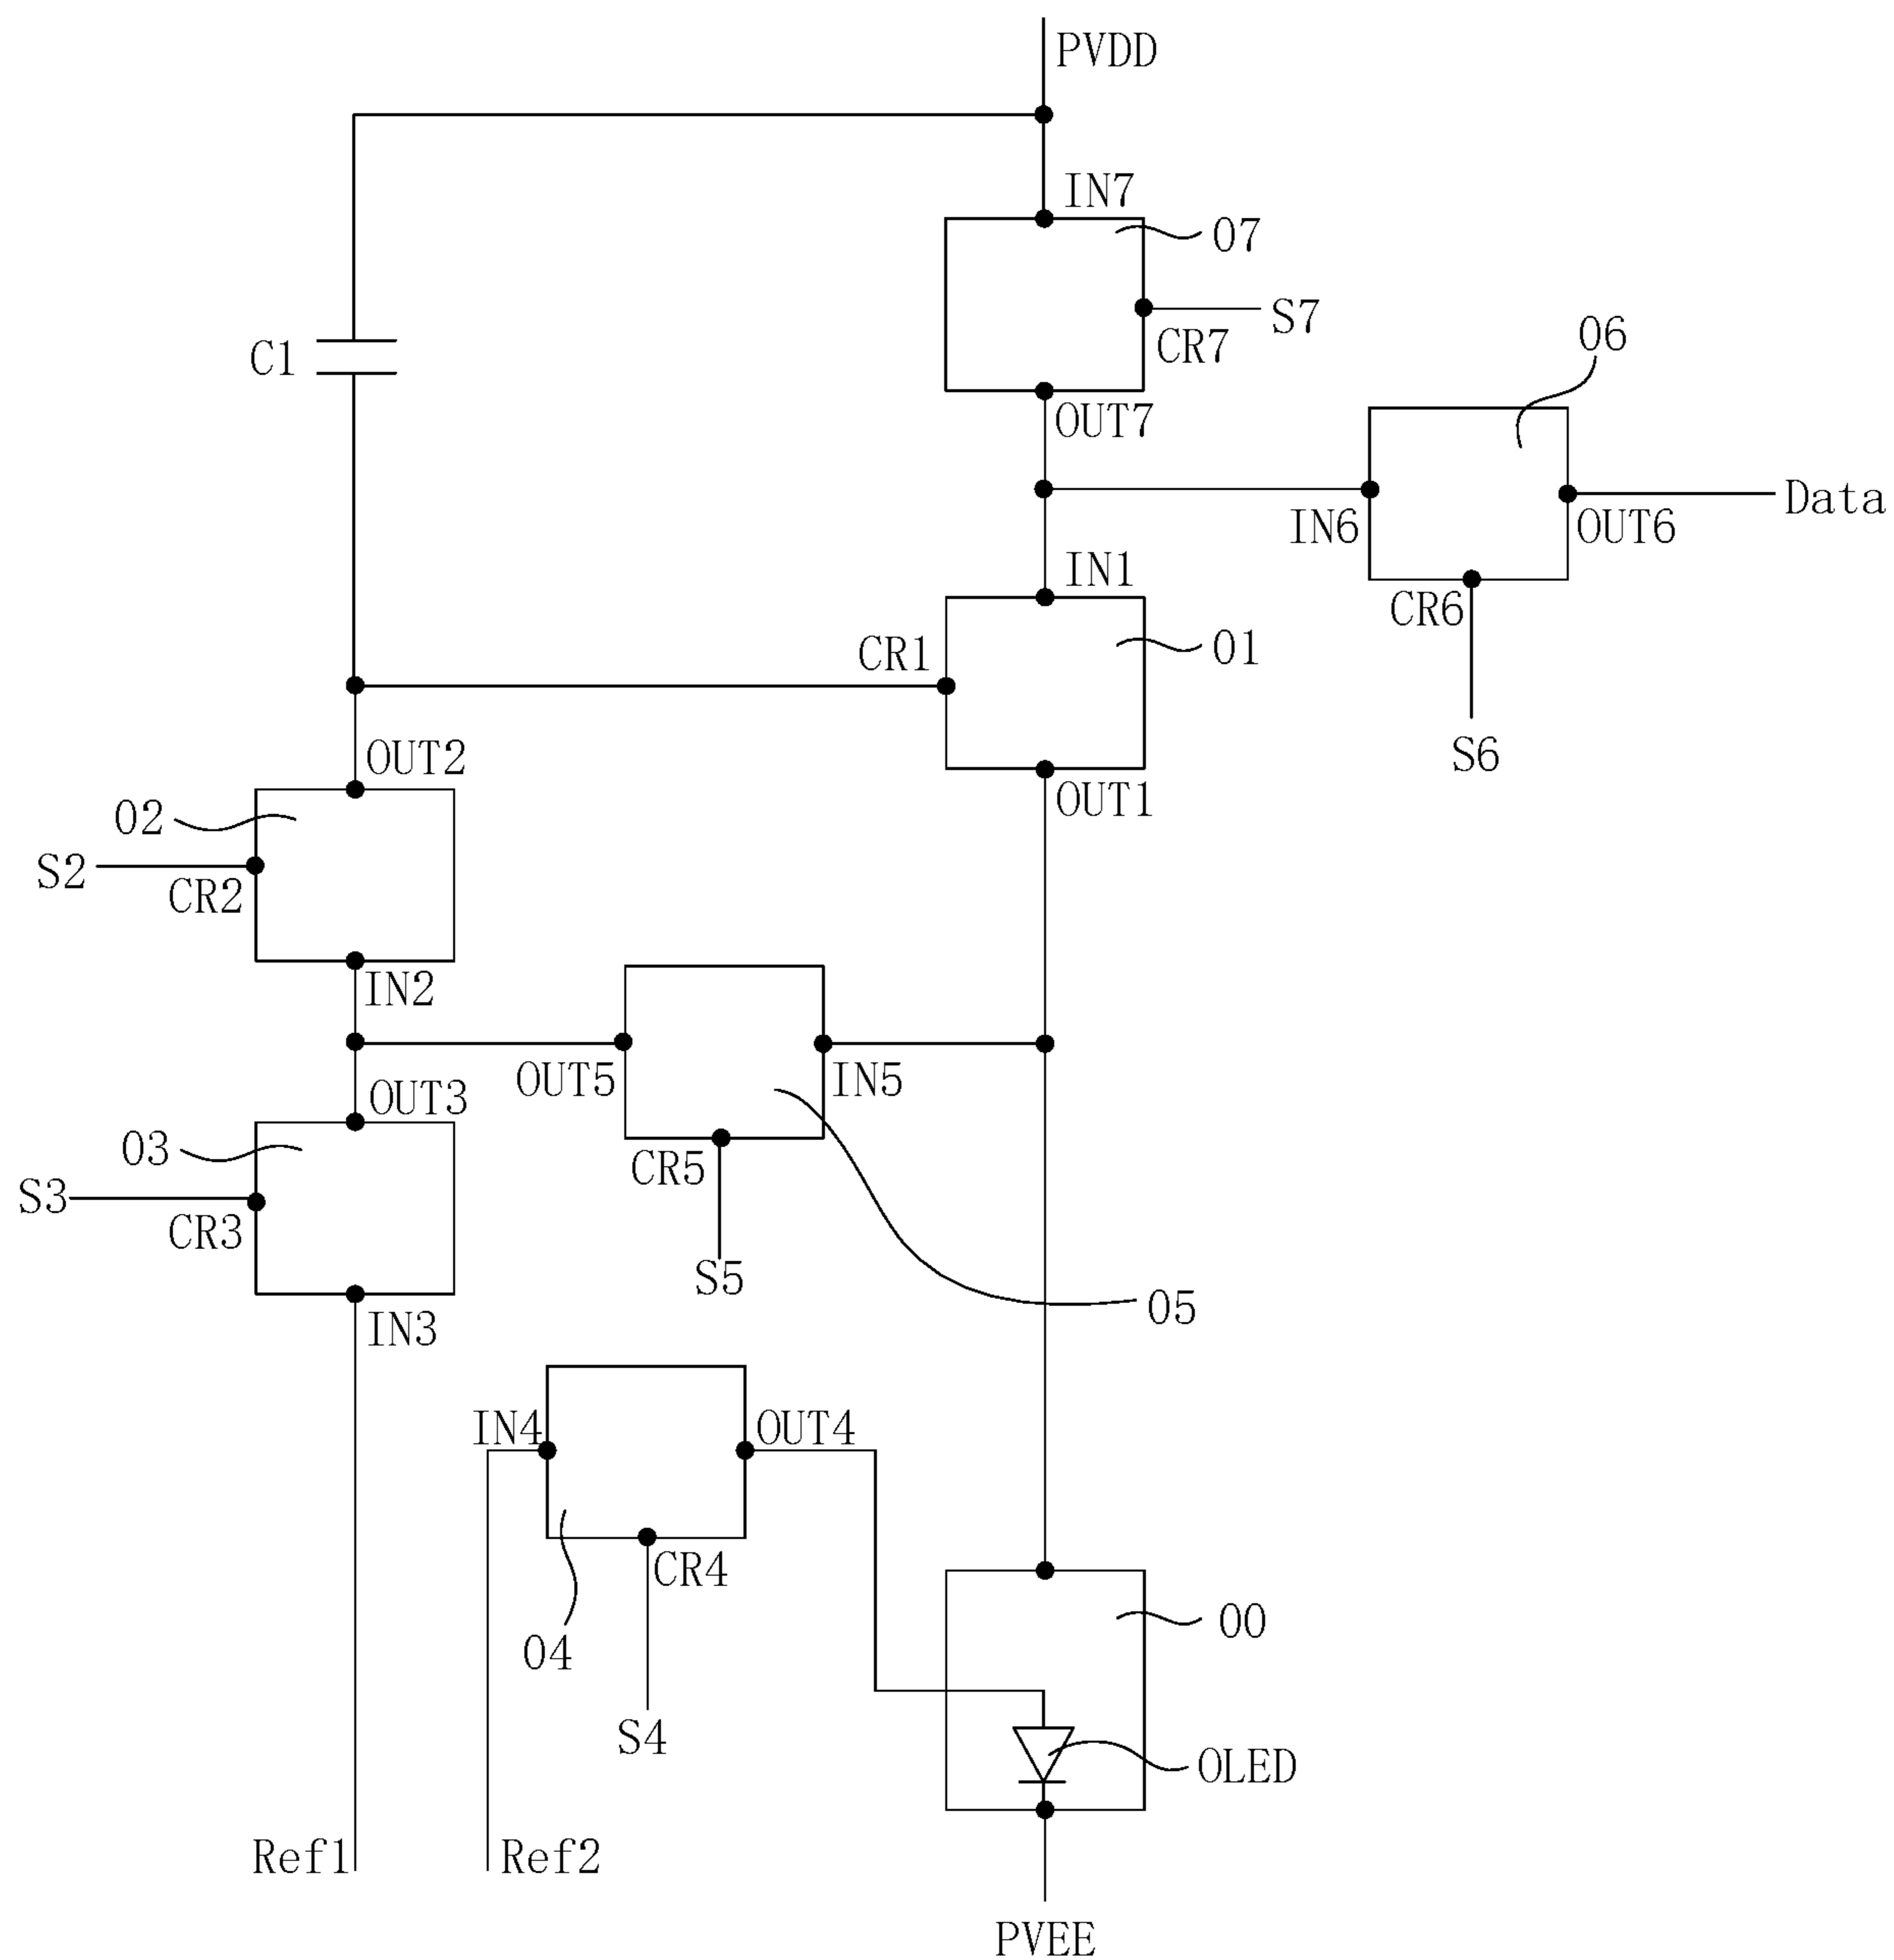 PVDD
IN7
07
S7
CR7
C1
06
OUT7
Data
IN6
OUT6
IN1
CR6
CR1
01
S6
OUT2
OUT1
02
S2
CR2
IN2
OUT5
IN5
OUT3
03
CR5
S3
CR3
S5
05
IN3
IN4
OUT4
CR4
00
04
S4
OLED
Ref1
Ref2
PVEE